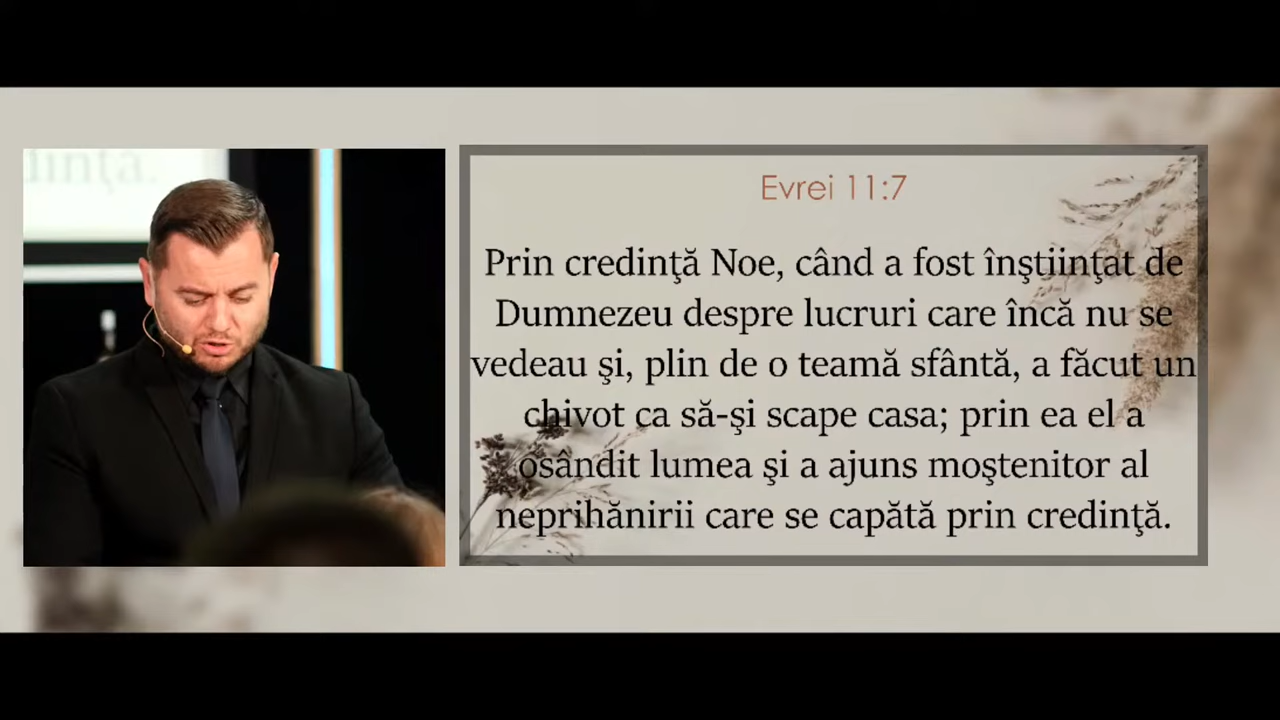 dinţă.
Evrei 11:7
Prin credinţă Noe, când a fost înştiinţat de
Dumnezeu despre lucruri care încă nu se
vedeau şi, plin de o teamă sfântă, a făcut un
chivot ca să-şi scape casa; prin ea el a
osândit lumea şi a ajuns moştenitor al
neprihănirii care se capătă prin credinţă.